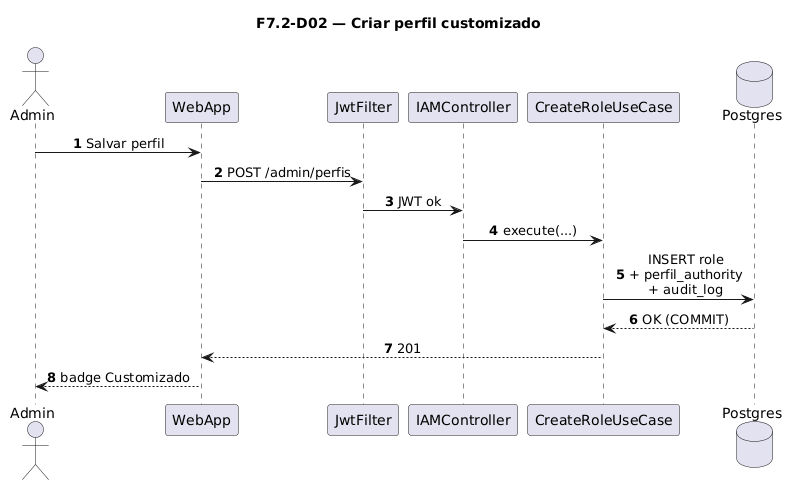 F7.2-D02 — Criar perfil customizado
Admin
WebApp
JwtFilter
IAMController
CreateRoleUseCase
Postgres
1 Salvar perfil
2 POST /admin/perfis
3 JWT ok
4 execute(...)
INSERT role
5 + perfil_authority
+ audit_log
6 OK (COMMIT)
7 201
8 badge Customizado
Admin
WebApp
JwtFilter
IAMController
CreateRoleUseCase
Postgres